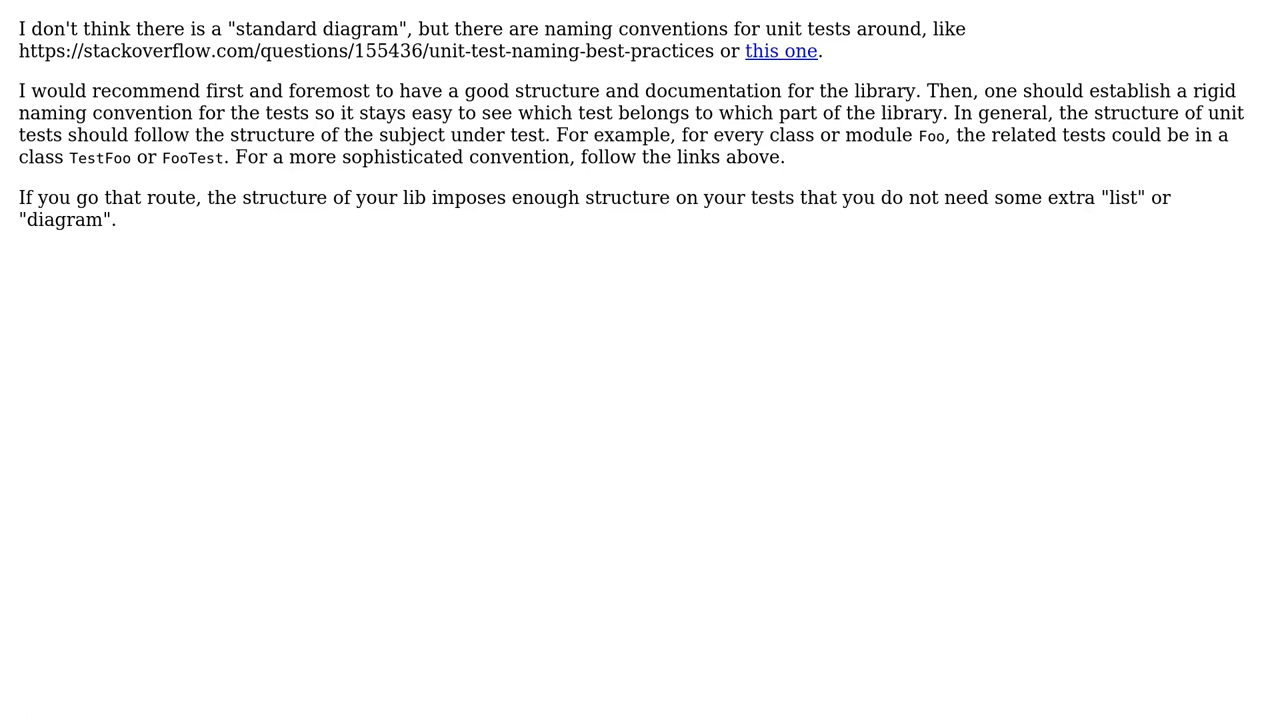 I don't think there is a "standard diagram", but there are naming conventions for unit tests around, like
https://stackoverflow.com/questions/155436/unit-test-naming-best-practices or this one.
I would recommend first and foremost to have a good structure and documentation for the library. Then, one should establish a rigid
naming convention for the tests so it stays easy to see which test belongs to which part of the library. In general, the structure of unit
tests should follow the structure of the subject under test. For example, for every class or module Foo, the related tests could be in a
class TestFoo or FooTest. For a more sophisticated convention, follow the links above.
If you go that route, the structure of your lib imposes enough structure on your tests that you do not need some extra "list" or
"diagram".